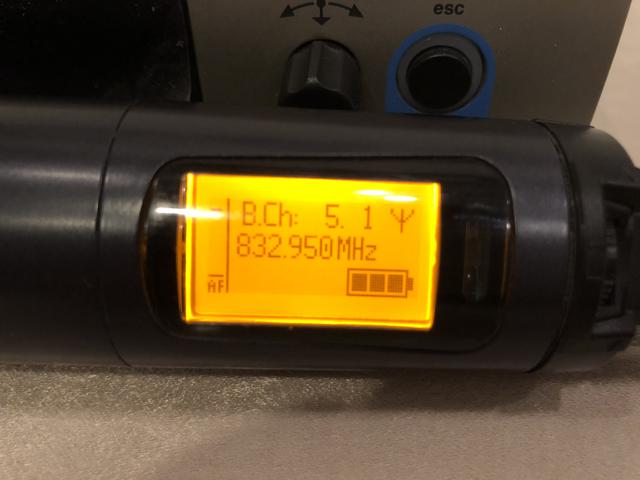 esc
B.Ch: 5. 1
832.950MHz
AF